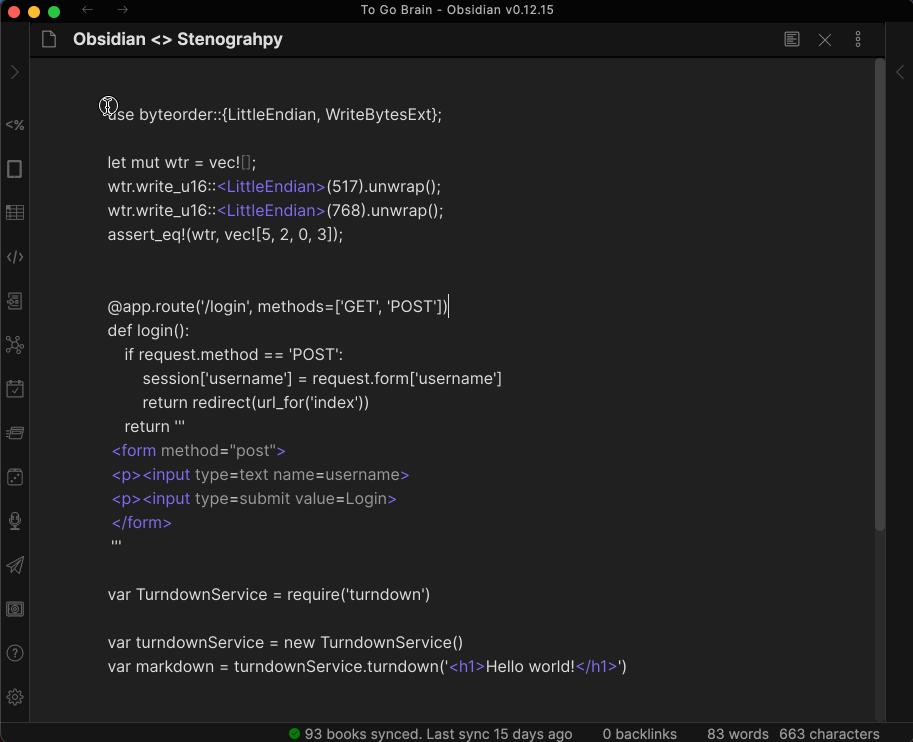 To Go Brain - Obsidian v0.12.15
Obsidian <> Stenograhpy
use byteorder::{LittleEndian, WriteBytesExt};
let mut wtr = vec![];
wtr.write_u16::<LittleEndian>(517).unwrap();
wtr.write_u16::<LittleEndian>(768).unwrap();
assert_eq!(wtr, vec![5, 2, 0, 3]);
@app.route('/login', methods=['GET', 'POST'])
def login():
    if request.method == 'POST':
        session['username'] = request.form['username']
        return redirect(url_for('index'))
    return '''
<form method="post">
<p><input type=text name=username>
<p><input type=submit value=Login>
</form>
'''
var TurndownService = require('turndown')
var turndownService = new TurndownService()
var markdown = turndownService.turndown('<h1>Hello world!</h1>')
93 books synced. Last sync 15 days ago 0 backlinks 83 words 663 characters